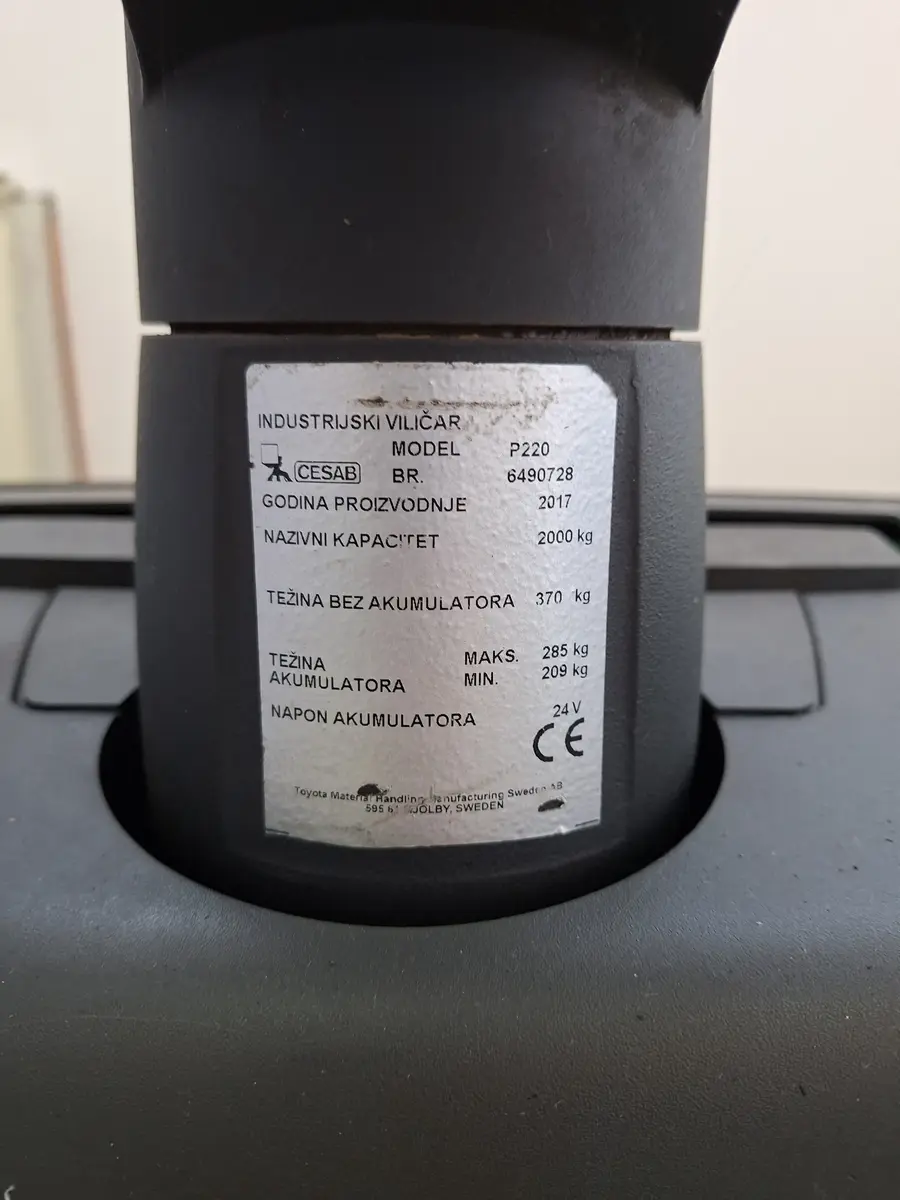 INDUSTRIJSKI VILIČAR
MODEL P220
CESAB BR. 6490728
GODINA PROIZVODNJE 2017
NAZIVNI KAPACITET 2000 kg
TEŽINA BEZ AKUMULATORA 370 kg
TEŽINA AKUMULATORA MAKS. 285 kg
MIN. 209 kg
NAPON AKUMULATORA 24 V
CE
Toyota Material Handling Manufacturing Sweden AB
MJÖLBY, SWEDEN